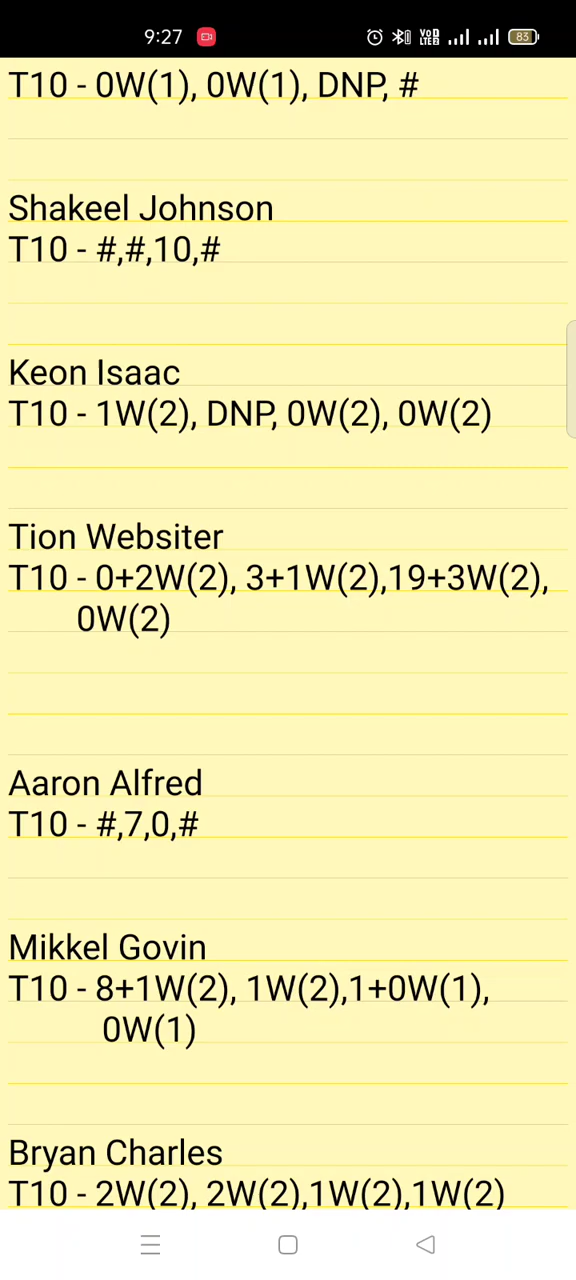 9:27
VoD LTE2 83
T10 - 0W(1), 0W(1), DNP, #
Shakeel Johnson
T10 - #,#,10,#
Keon Isaac
T10 - 1W(2), DNP, 0W(2), 0W(2)
Tion Websiter
T10 - 0+2W(2), 3+1W(2),19+3W(2),
0W(2)
Aaron Alfred
T10 - #,7,0,#
Mikkel Govin
T10 - 8+1W(2), 1W(2),1+0W(1),
0W(1)
Bryan Charles
T10 - 2W(2), 2W(2),1W(2),1W(2)